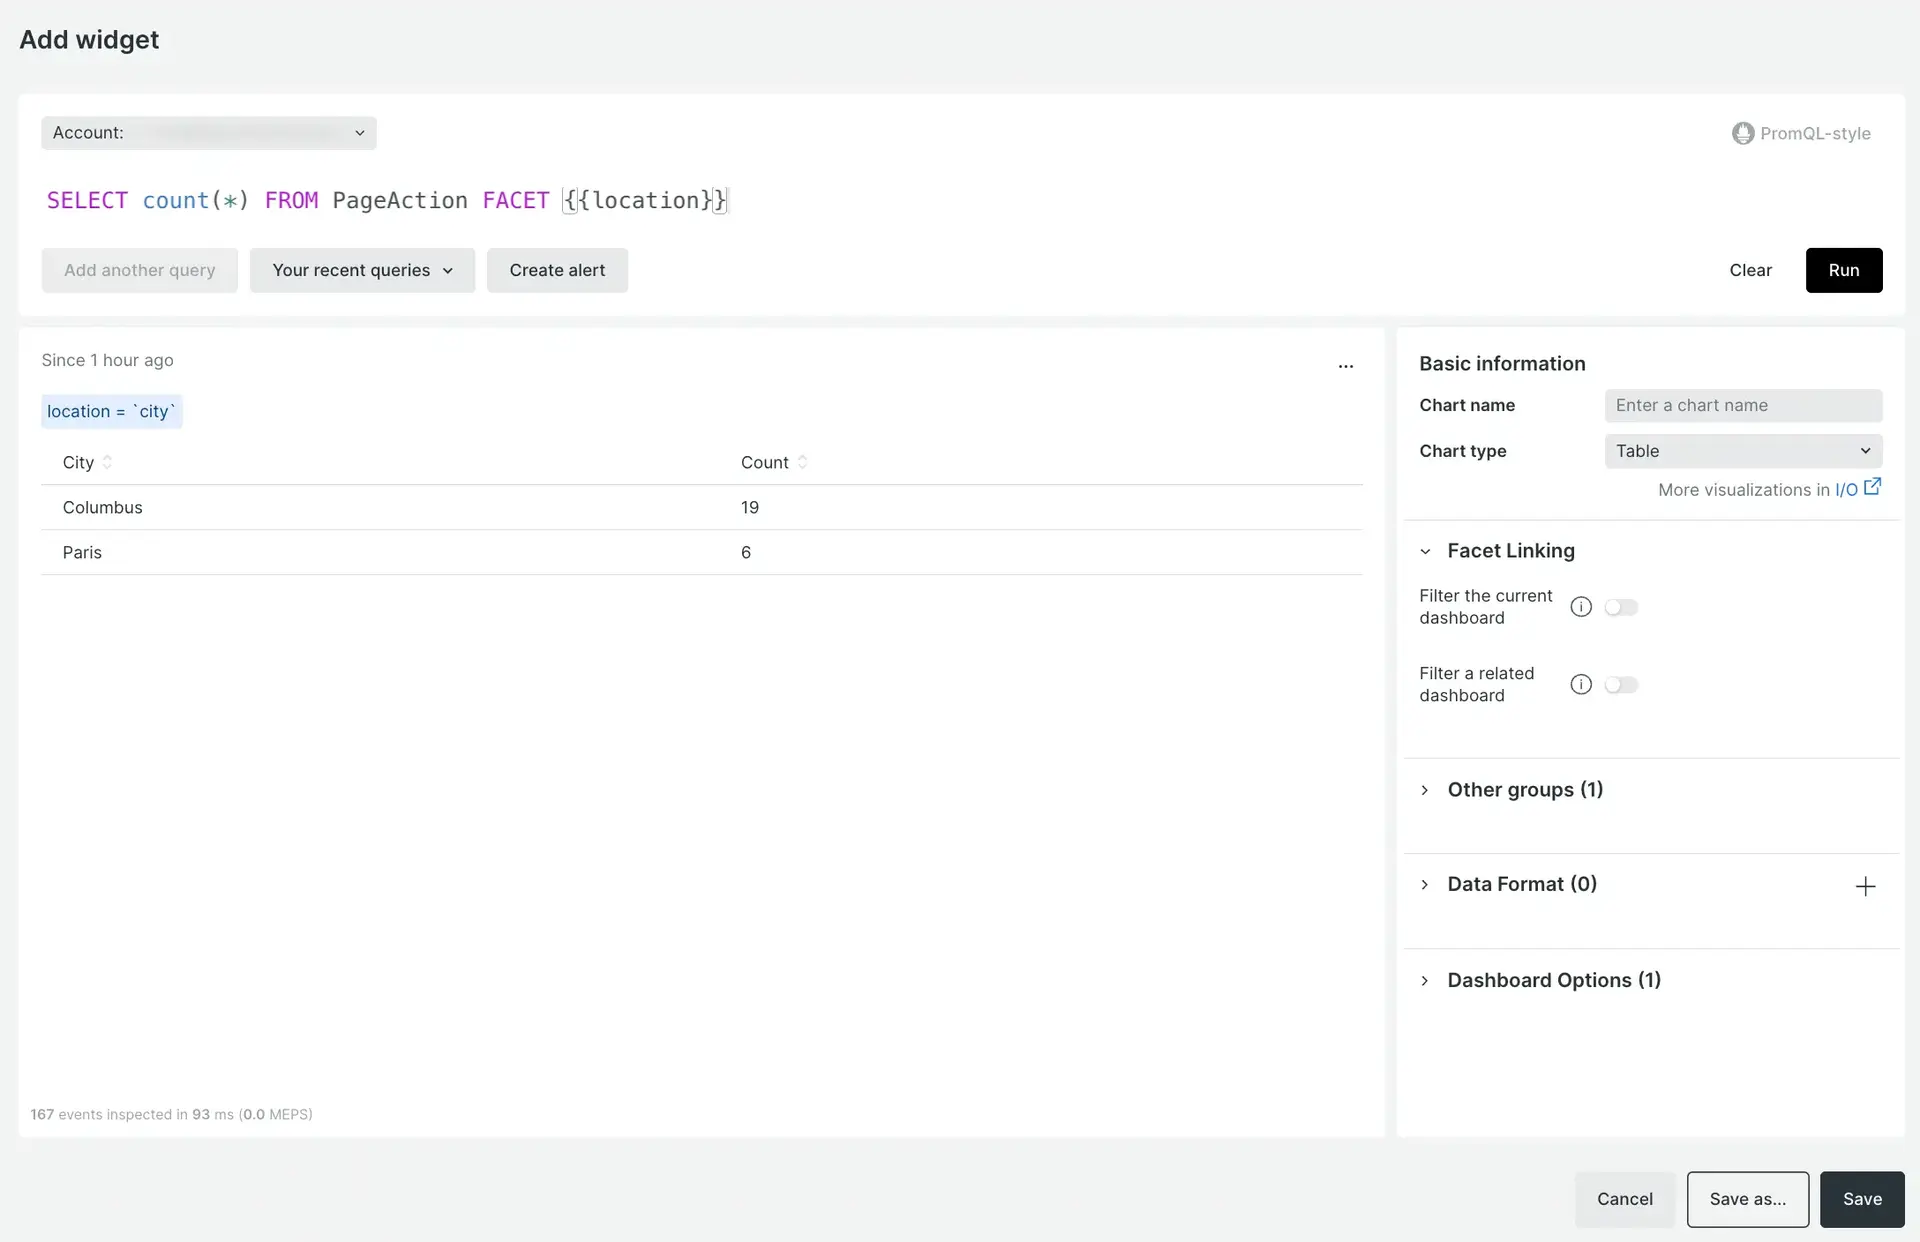 Add widget
Account:
PromQL-style
SELECT count(*) FROM PageAction FACET {{location}}
Add another query
Your recent queries
Create alert
Clear
Run
Since 1 hour ago
...
location = `city`
City
Count
Columbus
19
Paris
6
167 events inspected in 93 ms (0.0 MEPS)
Basic information
Chart name
Enter a chart name
Chart type
Table
More visualizations in I/O
Facet Linking
Filter the current
dashboard
Filter a related
dashboard
Other groups (1)
Data Format (0)
Dashboard Options (1)
Cancel
Save as...
Save